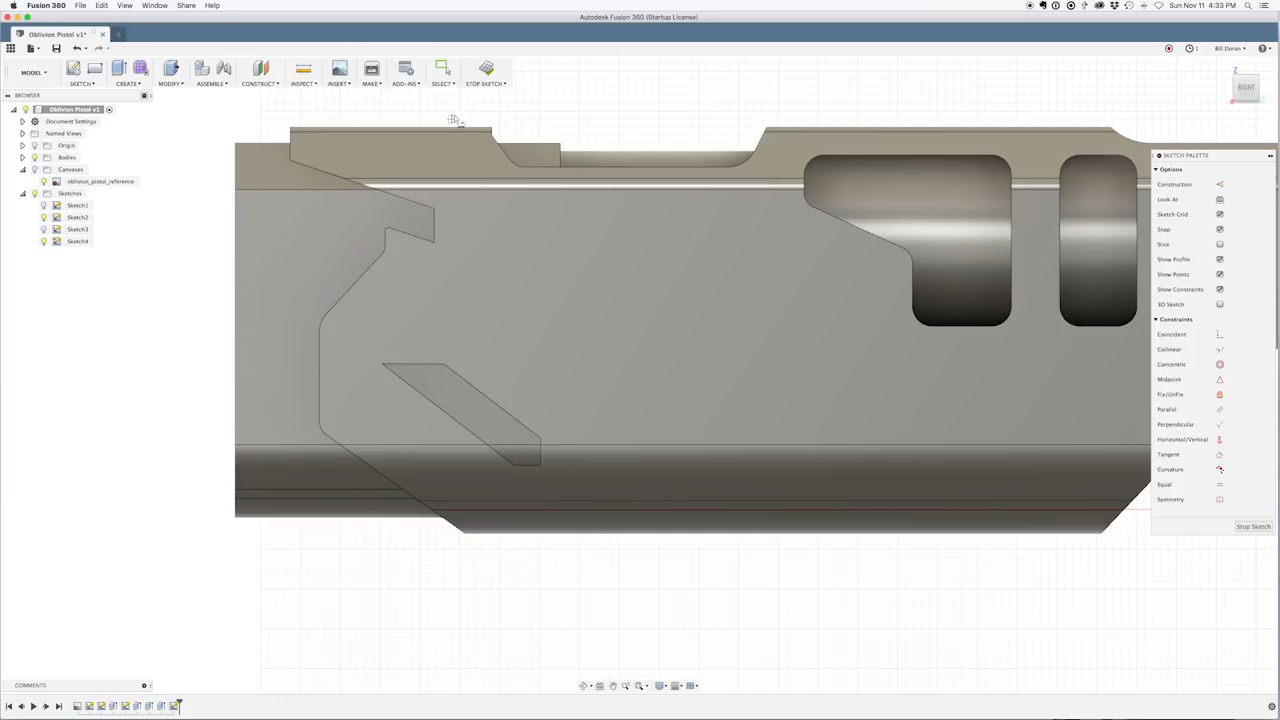 Fusion 360 File Edit View Window Share Help Sun Nov 11 4:33 PM
Autodesk Fusion 360 (Startup License)
Oblivion Pistol v1*
1 Bill Doran
MODEL SKETCH CREATE MODIFY ASSEMBLE CONSTRUCT INSPECT INSERT MAKE ADD-INS SELECT STOP SKETCH
BROWSER
Oblivion Pistol v1
Document Settings
Named Views
Origin
Bodies
Canvases
oblivion_pistol_reference
Sketches
Sketch1
Sketch2
Sketch3
Sketch4
Z
RIGHT
SKETCH PALETTE
Options
Construction
Look At
Sketch Grid
Snap
Slice
Show Profile
Show Points
Show Constraints
3D Sketch
Constraints
Coincident
Collinear
Concentric
Midpoint
Fix/UnFix
Parallel
Perpendicular
Horizontal/Vertical
Tangent
Curvature
Equal
Symmetry
Stop Sketch
COMMENTS